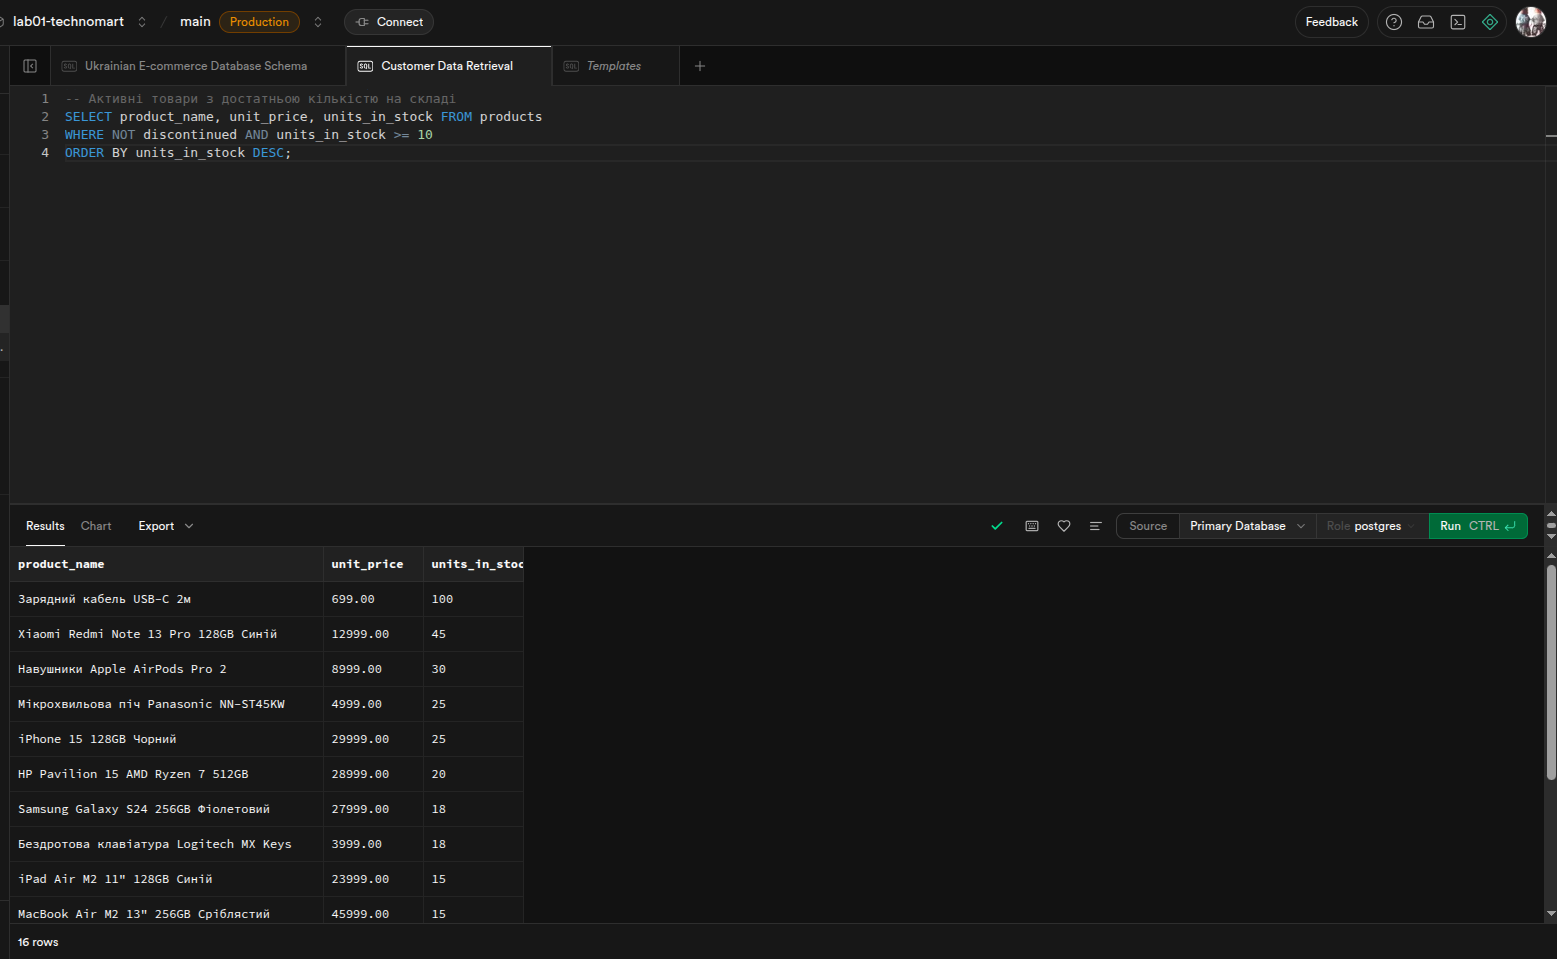 lab01-technomart / main Production Connect Feedback
Ukrainian E-commerce Database Schema Customer Data Retrieval Templates
1 -- Активні товари з достатньою кількістю на складі
2 SELECT product_name, unit_price, units_in_stock FROM products
3 WHERE NOT discontinued AND units_in_stock >= 10
4 ORDER BY units_in_stock DESC;
Results Chart Export Source Primary Database Role postgres Run CTRL
product_name unit_price units_in_stoc
Зарядний кабель USB-C 2м 699.00 100
Xiaomi Redmi Note 13 Pro 128GB Синій 12999.00 45
Навушники Apple AirPods Pro 2 8999.00 30
Мікрохвильова піч Panasonic NN-ST45KW 4999.00 25
iPhone 15 128GB Чорний 29999.00 25
HP Pavilion 15 AMD Ryzen 7 512GB 28999.00 20
Samsung Galaxy S24 256GB Фіолетовий 27999.00 18
Бездротова клавіатура Logitech MX Keys 3999.00 18
iPad Air M2 11" 128GB Синій 23999.00 15
MacBook Air M2 13" 256GB Сріблястий 45999.00 15
16 rows